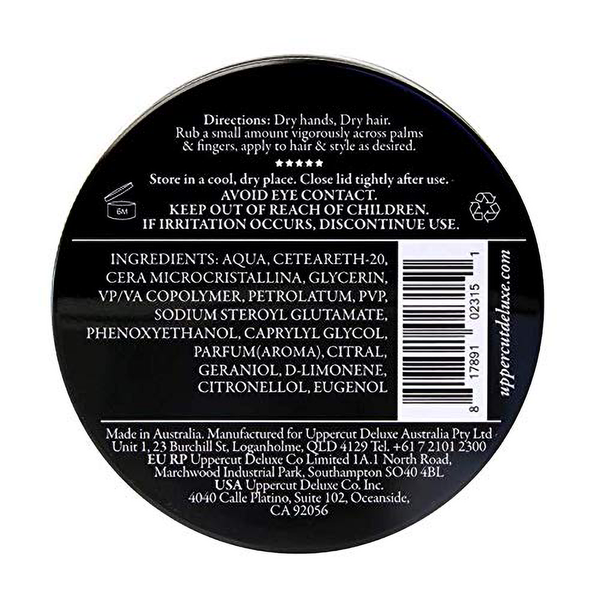 Directions: Dry hands, Dry hair.
Rub a small amount vigorously across palms
& fingers, apply to hair & style as desired.
Store in a cool, dry place. Close lid tightly after use.
AVOID EYE CONTACT.
KEEP OUT OF REACH OF CHILDREN.
IF IRRITATION OCCURS, DISCONTINUE USE.
6M
INGREDIENTS: AQUA, CETEARETH-20,
CERA MICROCRISTALLINA, GLYCERIN,
VP/VA COPOLYMER, PETROLATUM, PVP,
SODIUM STEROYL GLUTAMATE,
PHENOXYETHANOL, CAPRYLYL GLYCOL,
PARFUM(AROMA), CITRAL,
GERANIOL, D-LIMONENE,
CITRONELLOL, EUGENOL
8 17891 02315 1
uppercutdeluxe.com
Made in Australia. Manufactured for Uppercut Deluxe Australia Pty Ltd
Unit 1, 23 Burchill St, Loganholme, QLD 4129 Tel. +61 7 2101 2300
EU RP Uppercut Deluxe Co Limited 1A.1 North Road,
Marchwood Industrial Park, Southampton SO40 4BL
USA Uppercut Deluxe Co. Inc.
4040 Calle Platino, Suite 102, Oceanside,
CA 92056